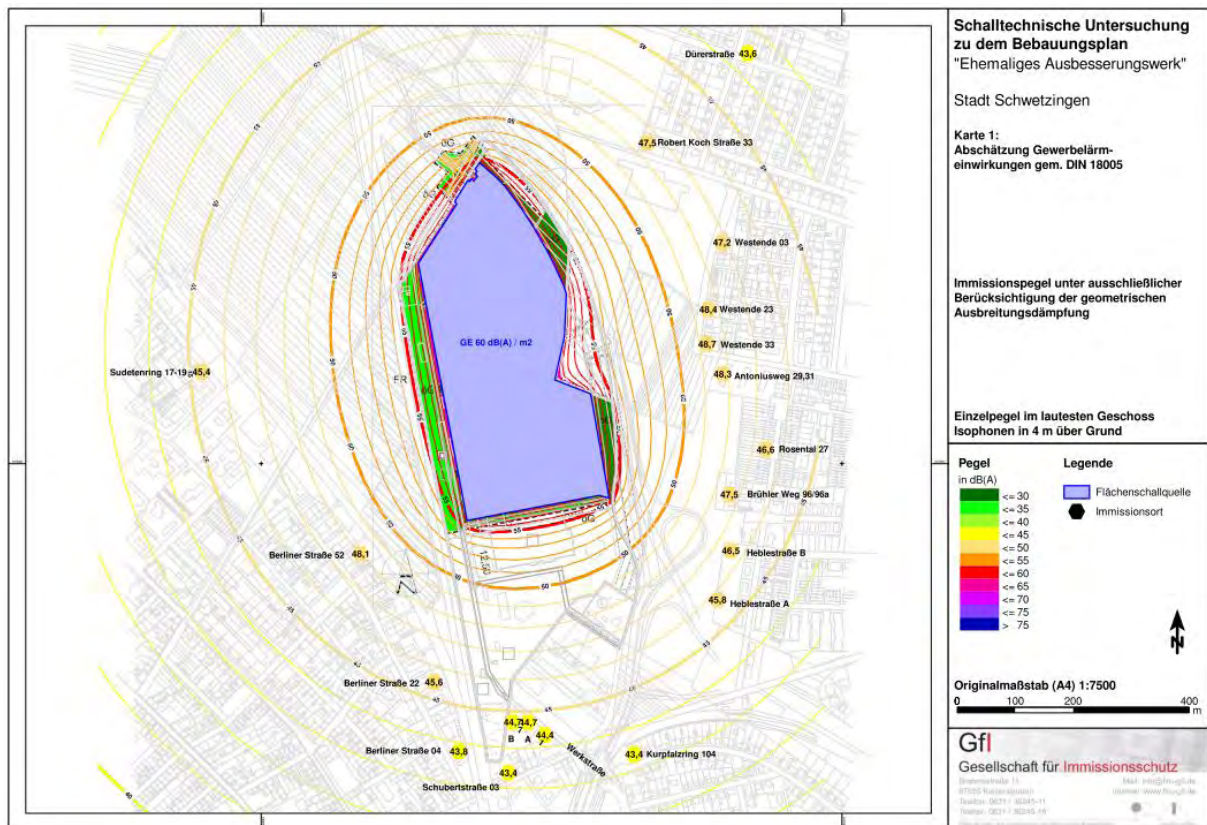 Schalltechnische Untersuchung
zu dem Bebauungsplan
"Ehemaliges Ausbesserungswerk"
Stadt Schwetzingen
Karte 1:
Abschätzung Gewerbelärm-
einwirkungen gem. DIN 18005
Immissionspegel unter ausschließlicher
Berücksichtigung der geometrischen
Ausbreitungsdämpfung
Einzelpegel im lautesten Geschoss
Isophonen in 4 m über Grund
Pegel
in dB(A)
<= 30
<= 35
<= 40
<= 45
<= 50
<= 55
<= 60
<= 65
<= 70
<= 75
> 75
Legende
Flächenschallquelle
Immissionsort
N
Originalmaßstab (A4) 1:7500
0 100 200 400
m
GfI
Gesellschaft für Immissionsschutz
Dürerstraße 43,6
47,5 Robert Koch Straße 33
47,2 Westende 03
48,4 Westende 23
48,7 Westende 33
48,3 Antoniusweg 29,31
46,6 Rosental 27
47,5 Brühler Weg 96/96a
46,5 Heblestraße B
45,8 Heblestraße A
GE 60 dB(A) / m2
Sudetenring 17-19 45,4
FR
Berliner Straße 52 48,1
12.50
Berliner Straße 22 45,6
44,7 44,7
7
44,4
B A 7
Werkstraße
Berliner Straße 04 43,8
43,4 Kurpfalzring 104
43,4
Schubertstraße 03